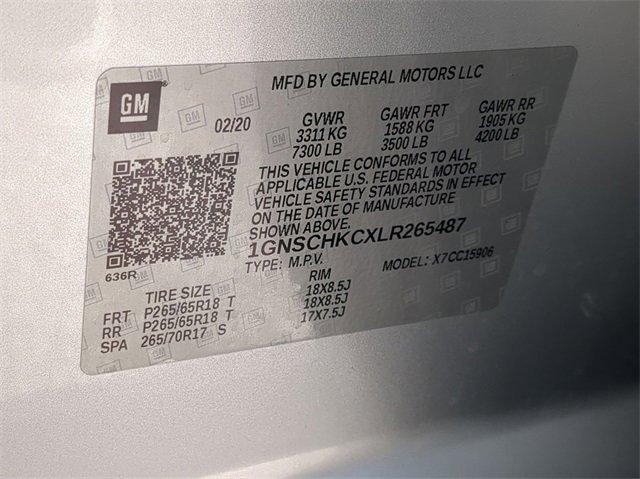 MFD BY GENERAL MOTORS LLC
GM
02/20
GVWR GAWR FRT GAWR RR
3311 KG 1588 KG 1905 KG
7300 LB 3500 LB 4200 LB
THIS VEHICLE CONFORMS TO ALL
APPLICABLE U.S. FEDERAL MOTOR
VEHICLE SAFETY STANDARDS IN EFFECT
ON THE DATE OF MANUFACTURE
SHOWN ABOVE.
1GNSCHKCXLR265487
TYPE: M.P.V. MODEL: X7CC15906
636R
TIRE SIZE RIM
FRT P265/65R18 T 18X8.5J
RR P265/65R18 T 18X8.5J
SPA 265/70R17 S 17X7.5J